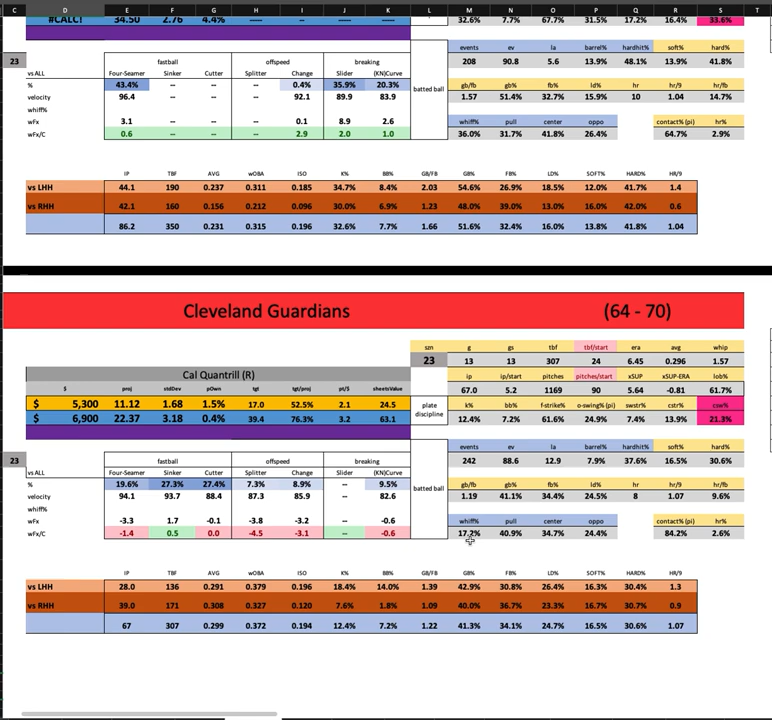 C D E F G H I J K L M N O P Q R S T
#CALC! 34.50 2.76 4.4% ----- ----- ----- ----- 32.6% 7.7% 67.7% 31.5% 17.2% 16.4% 33.6%
events ev la barrel% hardhit% soft% hard%
23 fastball offspeed breaking 208 90.8 5.6 13.9% 48.1% 13.9% 41.8%
vs ALL Four-Seamer Sinker Cutter Splitter Change Slider (KN)Curve
% 43.4% -- -- -- 0.4% 35.9% 20.3% batted ball gb/fb gb% fb% ld% hr hr/9 hr/fb
velocity 96.4 -- -- -- 92.1 89.9 83.9 1.57 51.4% 32.7% 15.9% 10 1.04 14.7%
whiff%
wFx 3.1 -- -- -- 0.1 8.9 2.6 whiff% pull center oppo contact% (pi) hr%
wFx/C 0.6 -- -- -- 2.9 2.0 1.0 36.0% 31.7% 41.8% 26.4% 64.7% 2.9%
IP TBF AVG wOBA ISO K% BB% GB/FB GB% FB% LD% SOFT% HARD% HR/9
vs LHH 44.1 190 0.237 0.311 0.185 34.7% 8.4% 2.03 54.6% 26.9% 18.5% 12.0% 41.7% 1.4
vs RHH 42.1 160 0.156 0.212 0.096 30.0% 6.9% 1.23 48.0% 39.0% 13.0% 16.0% 42.0% 0.6
86.2 350 0.231 0.315 0.196 32.6% 7.7% 1.66 51.6% 32.4% 16.0% 13.8% 41.8% 1.04
Cleveland Guardians (64 - 70)
szn g gs tbf tbf/start era avg whip
23 13 13 307 24 6.45 0.296 1.57
Cal Quantrill (R) ip ip/start pitches pitches/start xSUP xSUP-ERA lob%
$ proj stdDev pOwn tgt tgt/proj pt/$ sheetsValue 67.0 5.2 1169 90 5.64 -0.81 61.7%
$ 5,300 11.12 1.68 1.5% 17.0 52.5% 2.1 24.5 plate discipline k% bb% f-strike% o-swing% (pi) swstr% cstr% csw%
$ 6,900 22.37 3.18 0.4% 39.4 76.3% 3.2 63.1 12.4% 7.2% 61.6% 24.9% 7.4% 13.9% 21.3%
events ev la barrel% hardhit% soft% hard%
23 fastball offspeed breaking 242 88.6 12.9 7.9% 37.6% 16.5% 30.6%
vs ALL Four-Seamer Sinker Cutter Splitter Change Slider (KN)Curve
% 19.6% 27.3% 27.4% 7.3% 8.9% -- 9.5% batted ball gb/fb gb% fb% ld% hr hr/9 hr/fb
velocity 94.1 93.7 88.4 87.3 85.9 -- 82.6 1.19 41.1% 34.4% 24.5% 8 1.07 9.6%
whiff%
wFx -3.3 1.7 -0.1 -3.8 -3.2 -- -0.6 whiff% pull center oppo contact% (pi) hr%
wFx/C -1.4 0.5 0.0 -4.5 -3.1 -- -0.6 17.2% 40.9% 34.7% 24.4% 84.2% 2.6%
IP TBF AVG wOBA ISO K% BB% GB/FB GB% FB% LD% SOFT% HARD% HR/9
vs LHH 28.0 136 0.291 0.379 0.196 18.4% 14.0% 1.39 42.9% 30.8% 26.4% 16.3% 30.4% 1.3
vs RHH 39.0 171 0.308 0.327 0.120 7.6% 1.8% 1.09 40.0% 36.7% 23.3% 16.7% 30.7% 0.9
67 307 0.299 0.372 0.194 12.4% 7.2% 1.22 41.3% 34.1% 24.7% 16.5% 30.6% 1.07